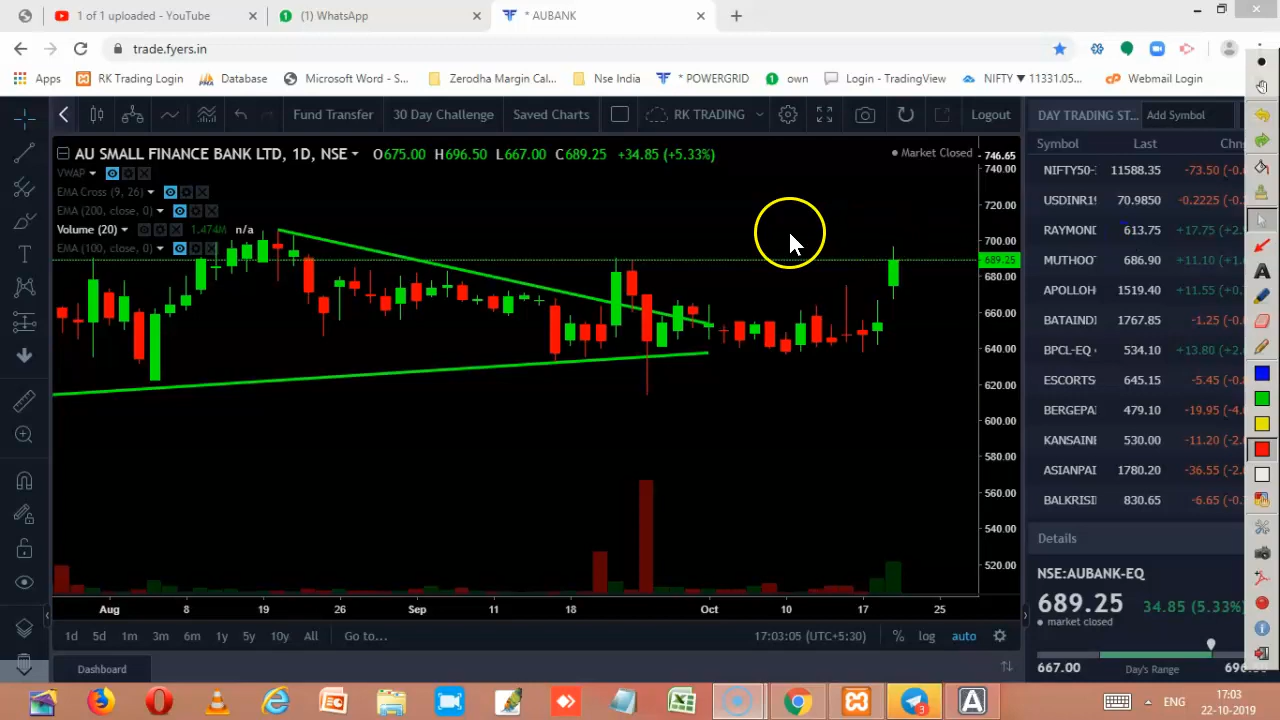 1 of 1 uploaded - YouTube
(1) WhatsApp
* AUBANK
trade.fyers.in
Apps
RK Trading Login
Database
Microsoft Word - S...
Zerodha Margin Cal...
Nse India
* POWERGRID
own
Login - TradingView
NIFTY ▼ 11331.05...
Webmail Login
Fund Transfer
30 Day Challenge
Saved Charts
RK TRADING
Logout
DAY TRADING ST...
Add Symbol
AU SMALL FINANCE BANK LTD, 1D, NSE
O675.00 H696.50 L667.00 C689.25 +34.85 (+5.33%)
Market Closed
VWAP
EMA Cross (9, 26)
EMA (200, close, 0)
Volume (20) 1.474M n/a
EMA (100, close, 0)
746.65
740.00
720.00
700.00
689.25
680.00
660.00
640.00
620.00
600.00
580.00
560.00
540.00
520.00
Aug 8 19 26 Sep 11 18 Oct 10 17 25
1d 5d 1m 3m 6m 1y 5y 10y All Go to...
17:03:05 (UTC+5:30) % log auto
Dashboard
Symbol Last
NIFTY50- 11588.35 -73.50
USDINR19 70.9850 -0.2225
RAYMOND 613.75 +17.75
MUTHOO 686.90 +11.10
APOLLOH 1519.40 +11.55
BATAIND 1767.85 -1.25
BPCL-EQ 534.10 +13.80
ESCORTS 645.15 -5.45
BERGEPA 479.10 -19.95
KANSAINE 530.00 -11.20
ASIANPAI 1780.20 -36.55
BALKRISI 830.65 -6.65
Details
NSE:AUBANK-EQ
689.25 34.85 (5.33%)
market closed
667.00 Day's Range
ENG
17:03
22-10-2019